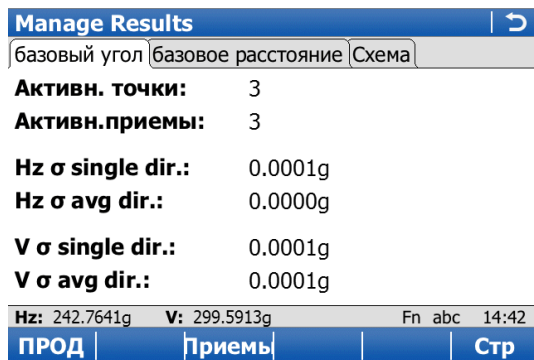 Manage Results
базовый угол базовое расстояние Схема
Активн. точки: 3
Активн.приемы: 3
Hz σ single dir.: 0.0001g
Hz σ avg dir.: 0.0000g
V σ single dir.: 0.0001g
V σ avg dir.: 0.0001g
Hz: 242.7641g V: 299.5913g Fn abc 14:42
ПРОД Приемы Стр